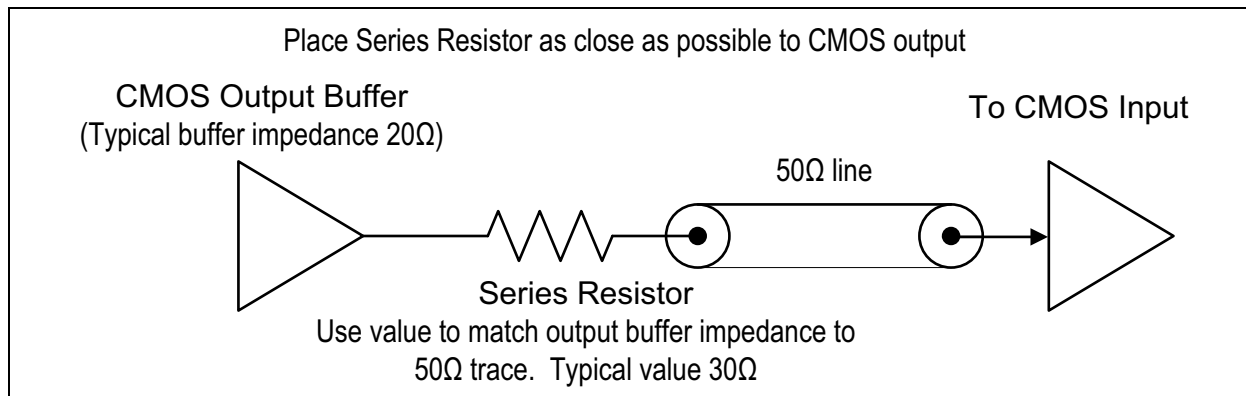 Place Series Resistor as close as possible to CMOS output
CMOS Output Buffer
(Typical buffer impedance 20Ω)
To CMOS Input
50Ω line
Series Resistor
Use value to match output buffer impedance to
50Ω trace.  Typical value 30Ω